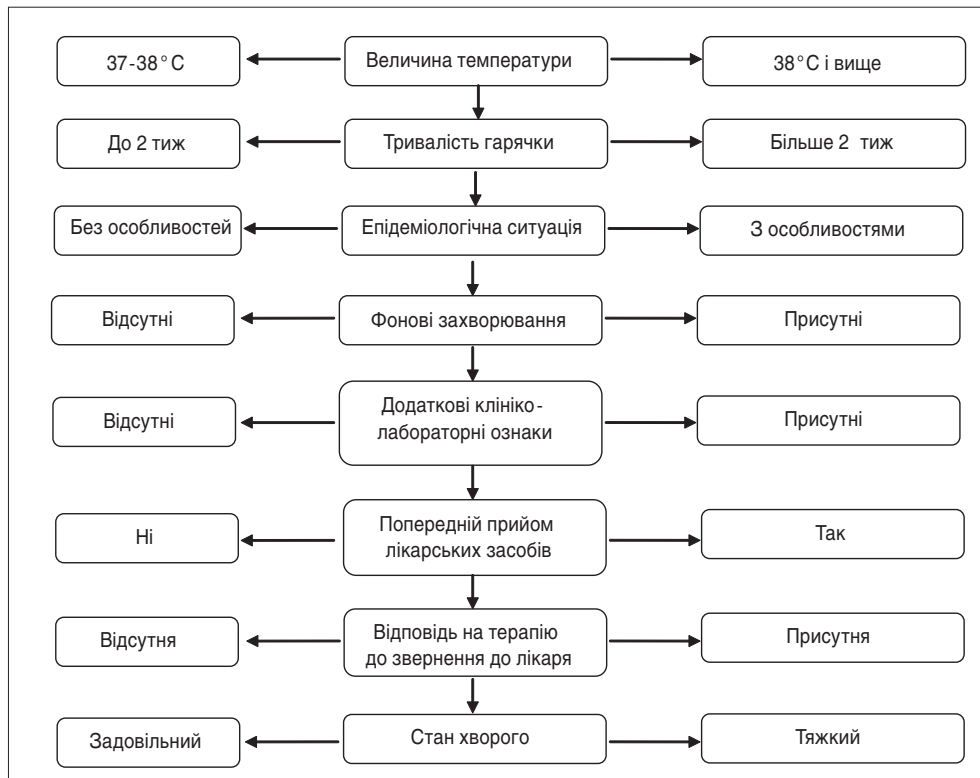 37-38°C
Величина температури
38°C і вище
До 2 тиж
Тривалість гарячки
Більше 2 тиж
Без особливостей
Епідеміологічна ситуація
З особливостями
Відсутні
Фонові захворювання
Присутні
Відсутні
Додаткові клініко-
лабораторні ознаки
Присутні
Ні
Попередній прийом
лікарських засобів
Так
Відсутня
Відповідь на терапію
до звернення до лікаря
Присутня
Задовільний
Стан хворого
Тяжкий